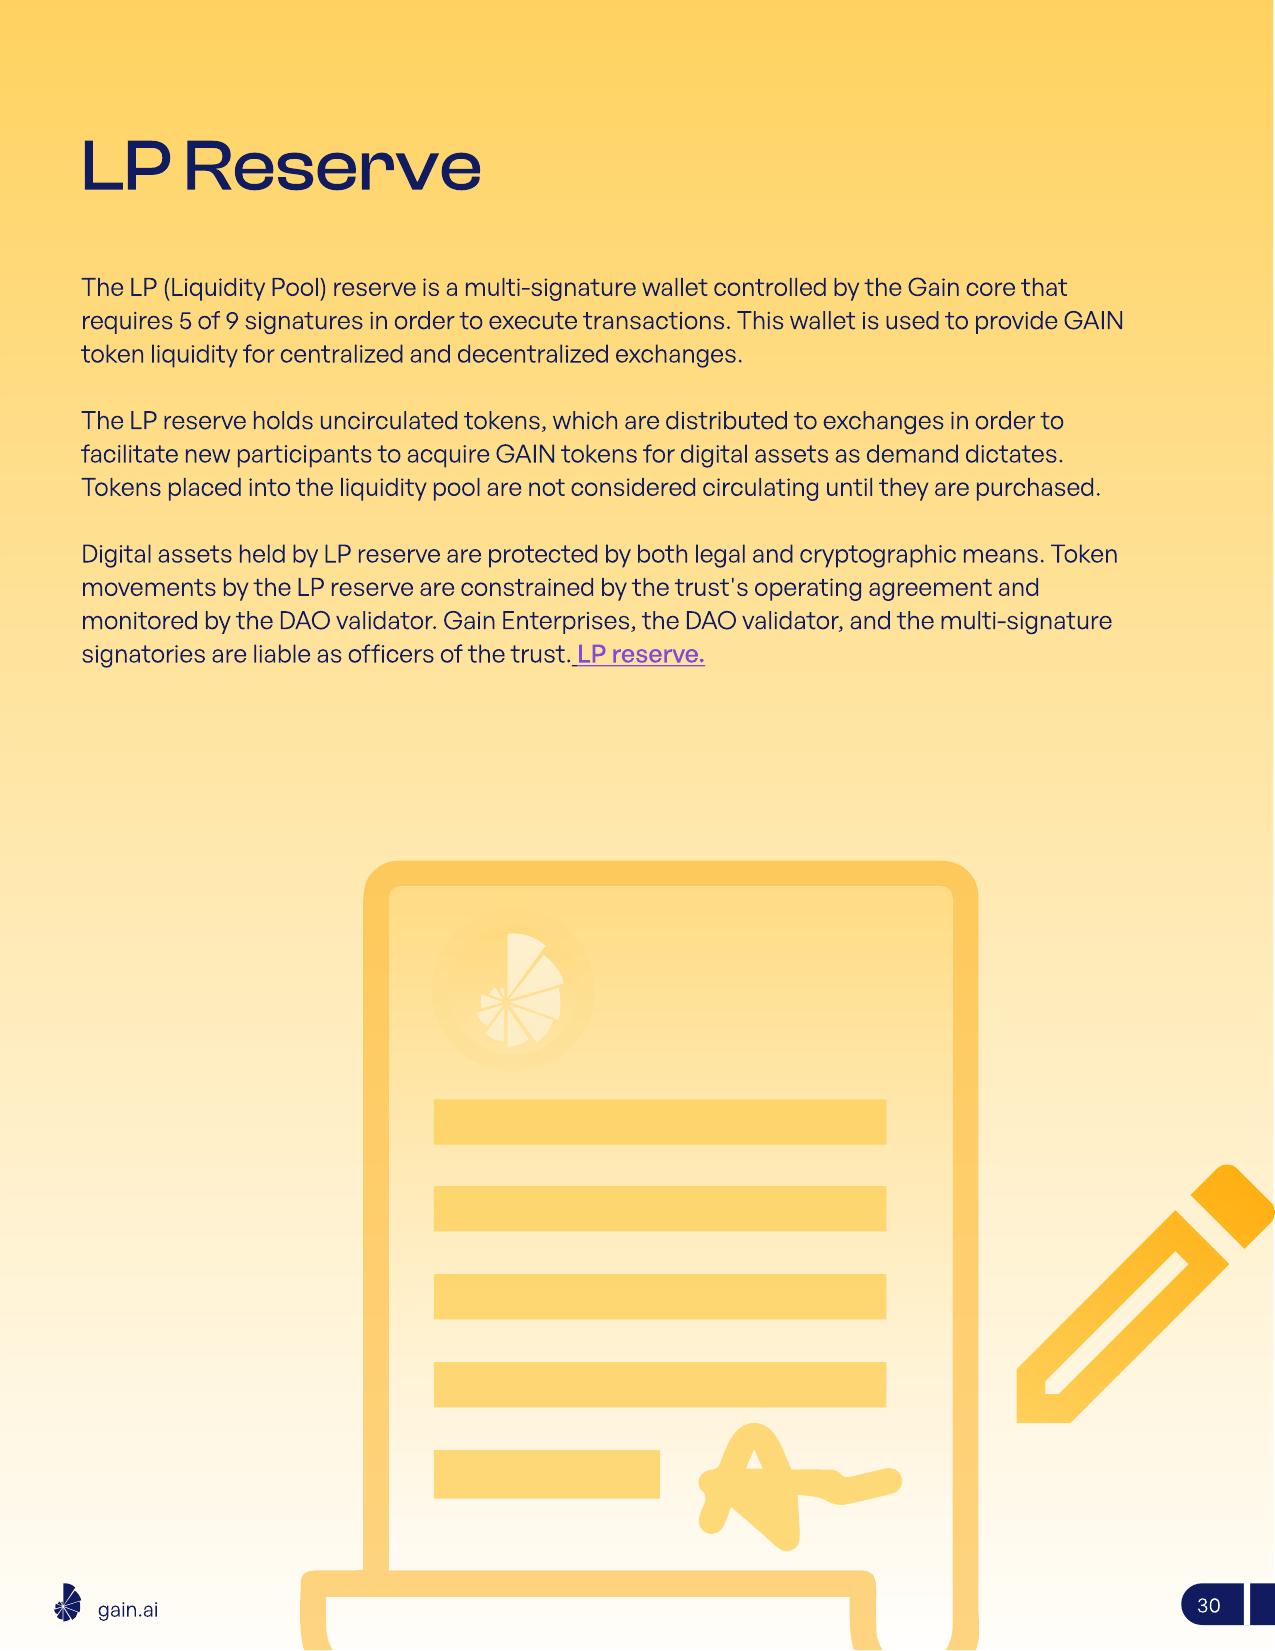 LP Reserve
The LP (Liquidity Pool) reserve is a multi-signature wallet controlled by the Gain core that
requires 5 of 9 signatures in order to execute transactions. This wallet is used to provide GAIN
token liquidity for centralized and decentralized exchanges.
The LP reserve holds uncirculated tokens, which are distributed to exchanges in order to
facilitate new participants to acquire GAIN tokens for digital assets as demand dictates.
Tokens placed into the liquidity pool are not considered circulating until they are purchased.
Digital assets held by LP reserve are protected by both legal and cryptographic means. Token
movements by the LP reserve are constrained by the trust's operating agreement and
monitored by the DAO validator. Gain Enterprises, the DAO validator, and the multi-signature
signatories are liable as officers of the trust. LP reserve.
gain.ai
30